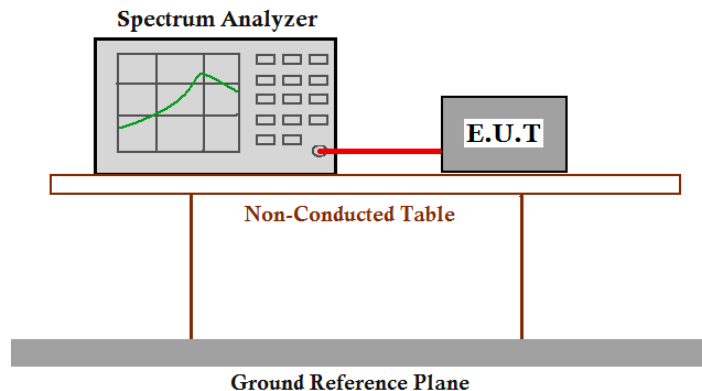 Spectrum Analyzer
E.U.T
Non-Conducted Table
Ground Reference Plane